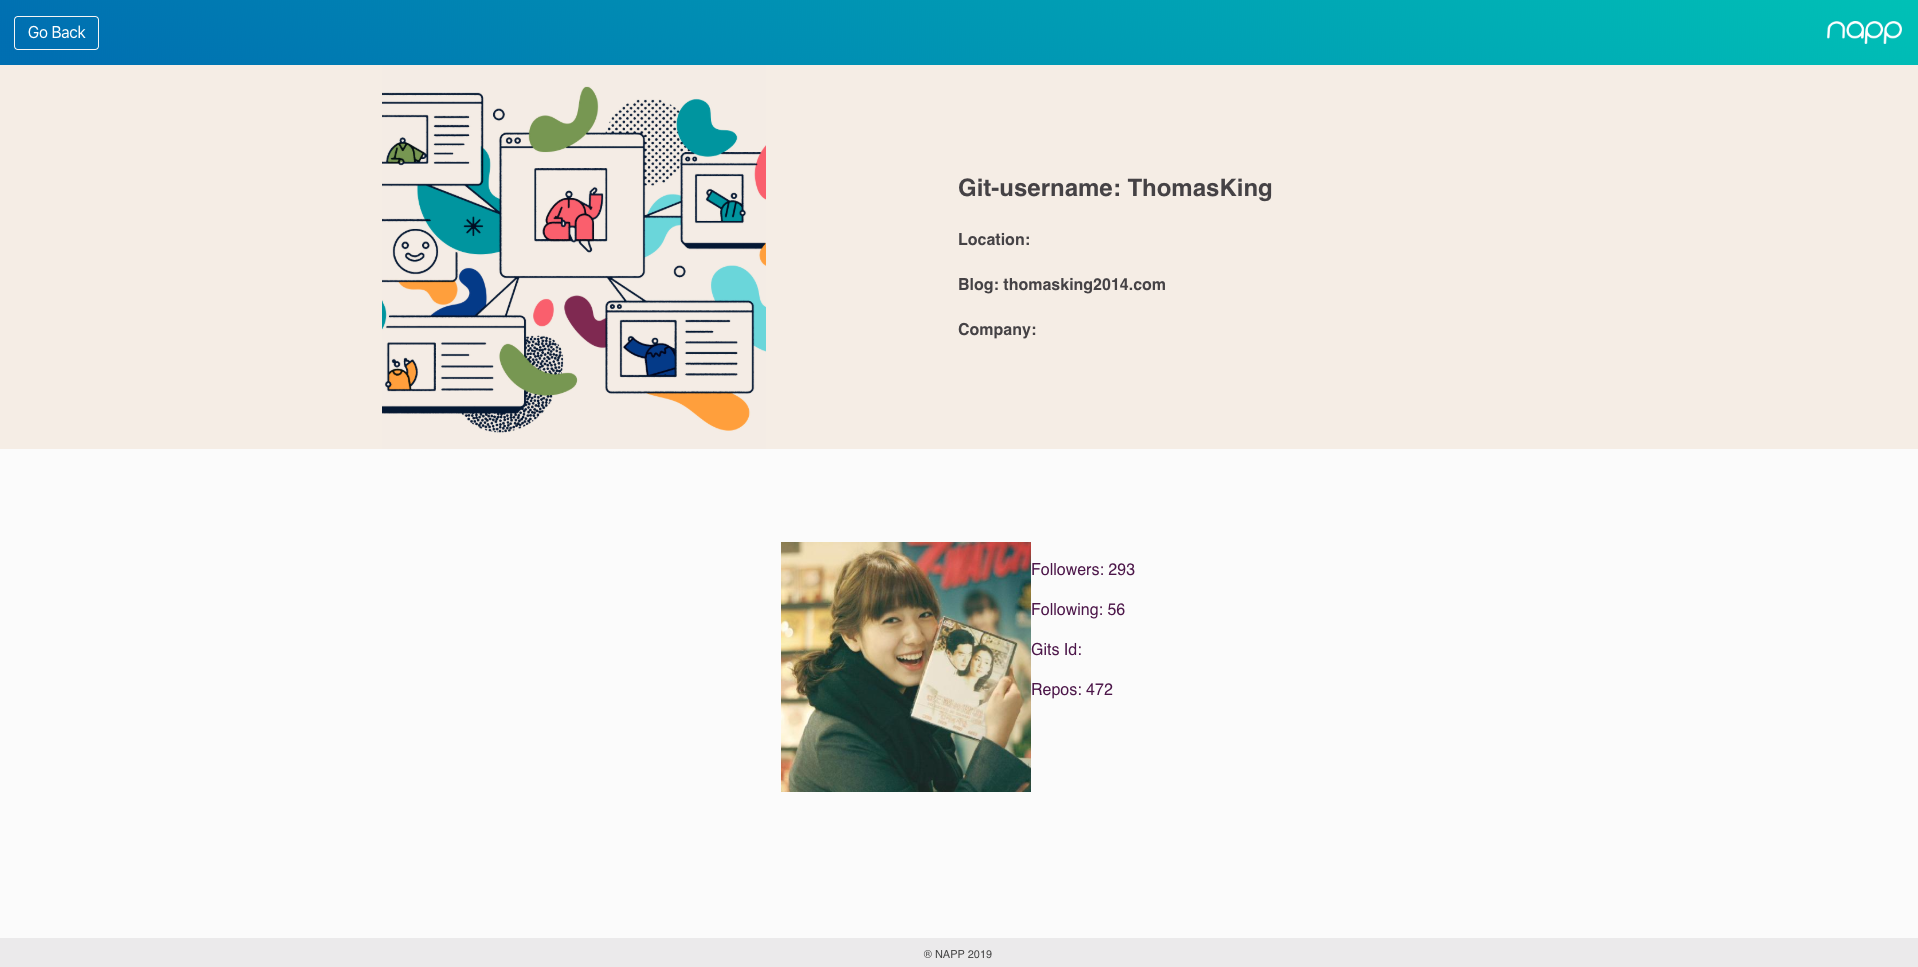 Go Back
napp
Git-username: ThomasKing
Location:
Blog: thomasking2014.com
Company:
Followers: 293
Following: 56
Gits Id:
Repos: 472
® NAPP 2019